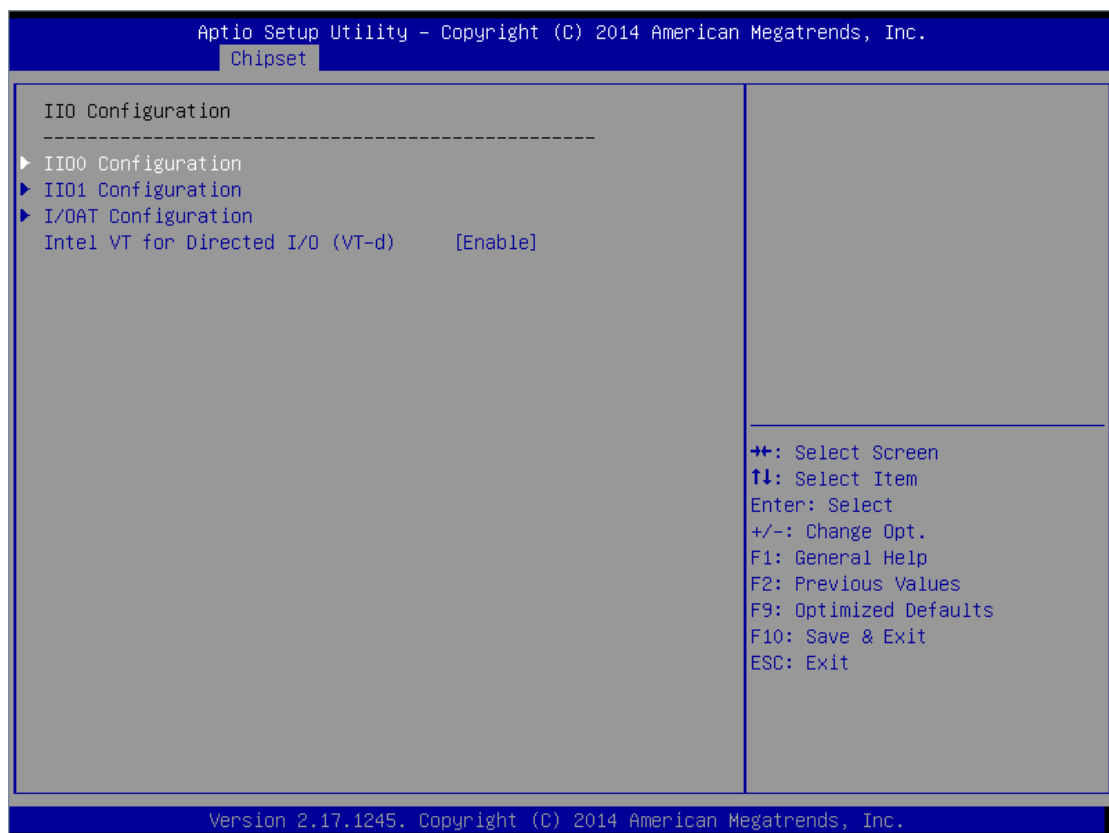 Aptio Setup Utility – Copyright (C) 2014 American Megatrends, Inc.
Chipset
IIO Configuration
--------------------------------------------------
IIO0 Configuration
IIO1 Configuration
I/OAT Configuration
Intel VT for Directed I/O (VT-d) [Enable]
→←: Select Screen
↑↓: Select Item
Enter: Select
+/-: Change Opt.
F1: General Help
F2: Previous Values
F9: Optimized Defaults
F10: Save & Exit
ESC: Exit
Version 2.17.1245. Copyright (C) 2014 American Megatrends, Inc.